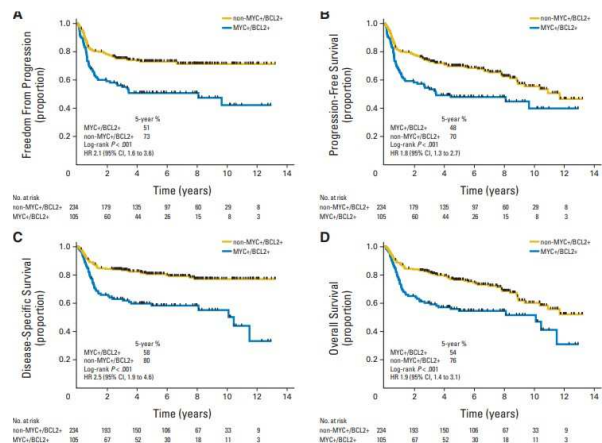 A
non-MYC+/BCL2+
MYC+/BCL2+
Freedom From Progression
(proportion)
1.0
0.8
0.6
0.4
0.2
5-year %
MYC+/BCL2+ 51
non-MYC+/BCL2+ 73
Log-rank P < .001
HR 2.1 (95% CI, 1.6 to 3.6)
0 2 4 6 8 10 12 14
Time (years)
No. at risk
non-MYC+/BCL2+ 234 179 135 97 60 29 8
MYC+/BCL2+ 105 60 44 26 15 8 3
B
non-MYC+/BCL2+
MYC+/BCL2+
Progression-Free Survival
(proportion)
1.0
0.8
0.6
0.4
0.2
5-year %
MYC+/BCL2+ 48
non-MYC+/BCL2+ 70
Log-rank P < .001
HR 1.8 (95% CI, 1.3 to 2.7)
0 2 4 6 8 10 12 14
Time (years)
No. at risk
non-MYC+/BCL2+ 234 179 135 97 60 29 8
MYC+/BCL2+ 105 60 44 26 15 8 3
C
non-MYC+/BCL2+
MYC+/BCL2+
Disease-Specific Survival
(proportion)
1.0
0.8
0.6
0.4
0.2
5-year %
MYC+/BCL2+ 58
non-MYC+/BCL2+ 80
Log-rank P < .001
HR 2.5 (95% CI, 1.9 to 4.6)
0 2 4 6 8 10 12 14
Time (years)
No. at risk
non-MYC+/BCL2+ 234 193 150 106 67 33 9
MYC+/BCL2+ 105 67 52 30 18 11 3
D
non-MYC+/BCL2+
MYC+/BCL2+
Overall Survival
(proportion)
1.0
0.8
0.6
0.4
0.2
5-year %
MYC+/BCL2+ 54
non-MYC+/BCL2+ 76
Log-rank P < .001
HR 1.9 (95% CI, 1.4 to 3.1)
0 2 4 6 8 10 12 14
Time (years)
No. at risk
non-MYC+/BCL2+ 234 193 150 106 67 33 9
MYC+/BCL2+ 105 67 52 30 18 11 3